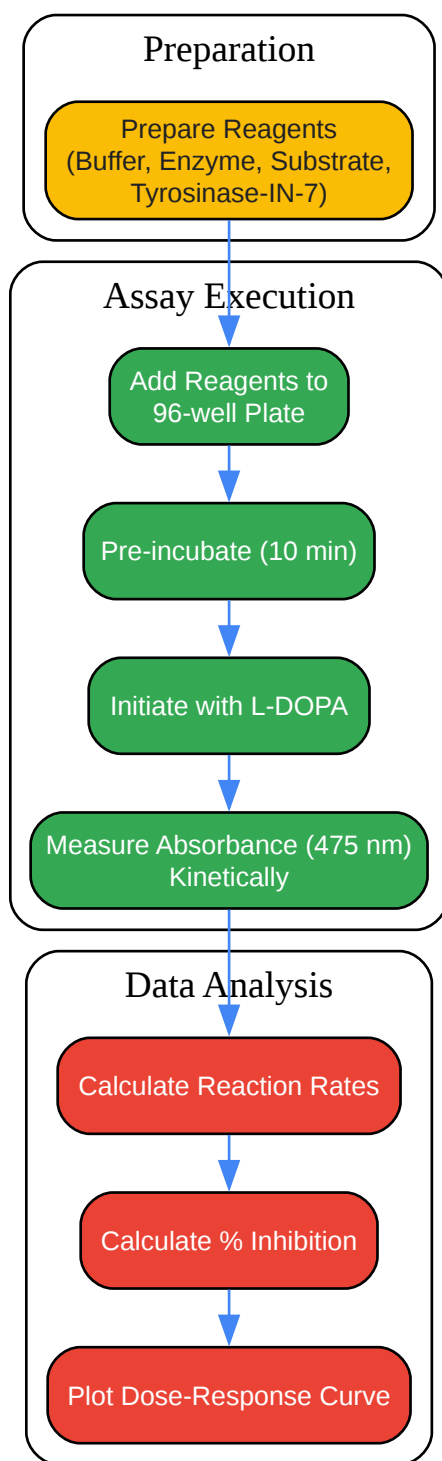 Preparation
Prepare Reagents
(Buffer, Enzyme, Substrate,
Tyrosinase-IN-7)
Assay Execution
Add Reagents to
96-well Plate
Pre-incubate (10 min)
Initiate with L-DOPA
Measure Absorbance (475 nm)
Kinetically
Data Analysis
Calculate Reaction Rates
Calculate % Inhibition
Plot Dose-Response Curve